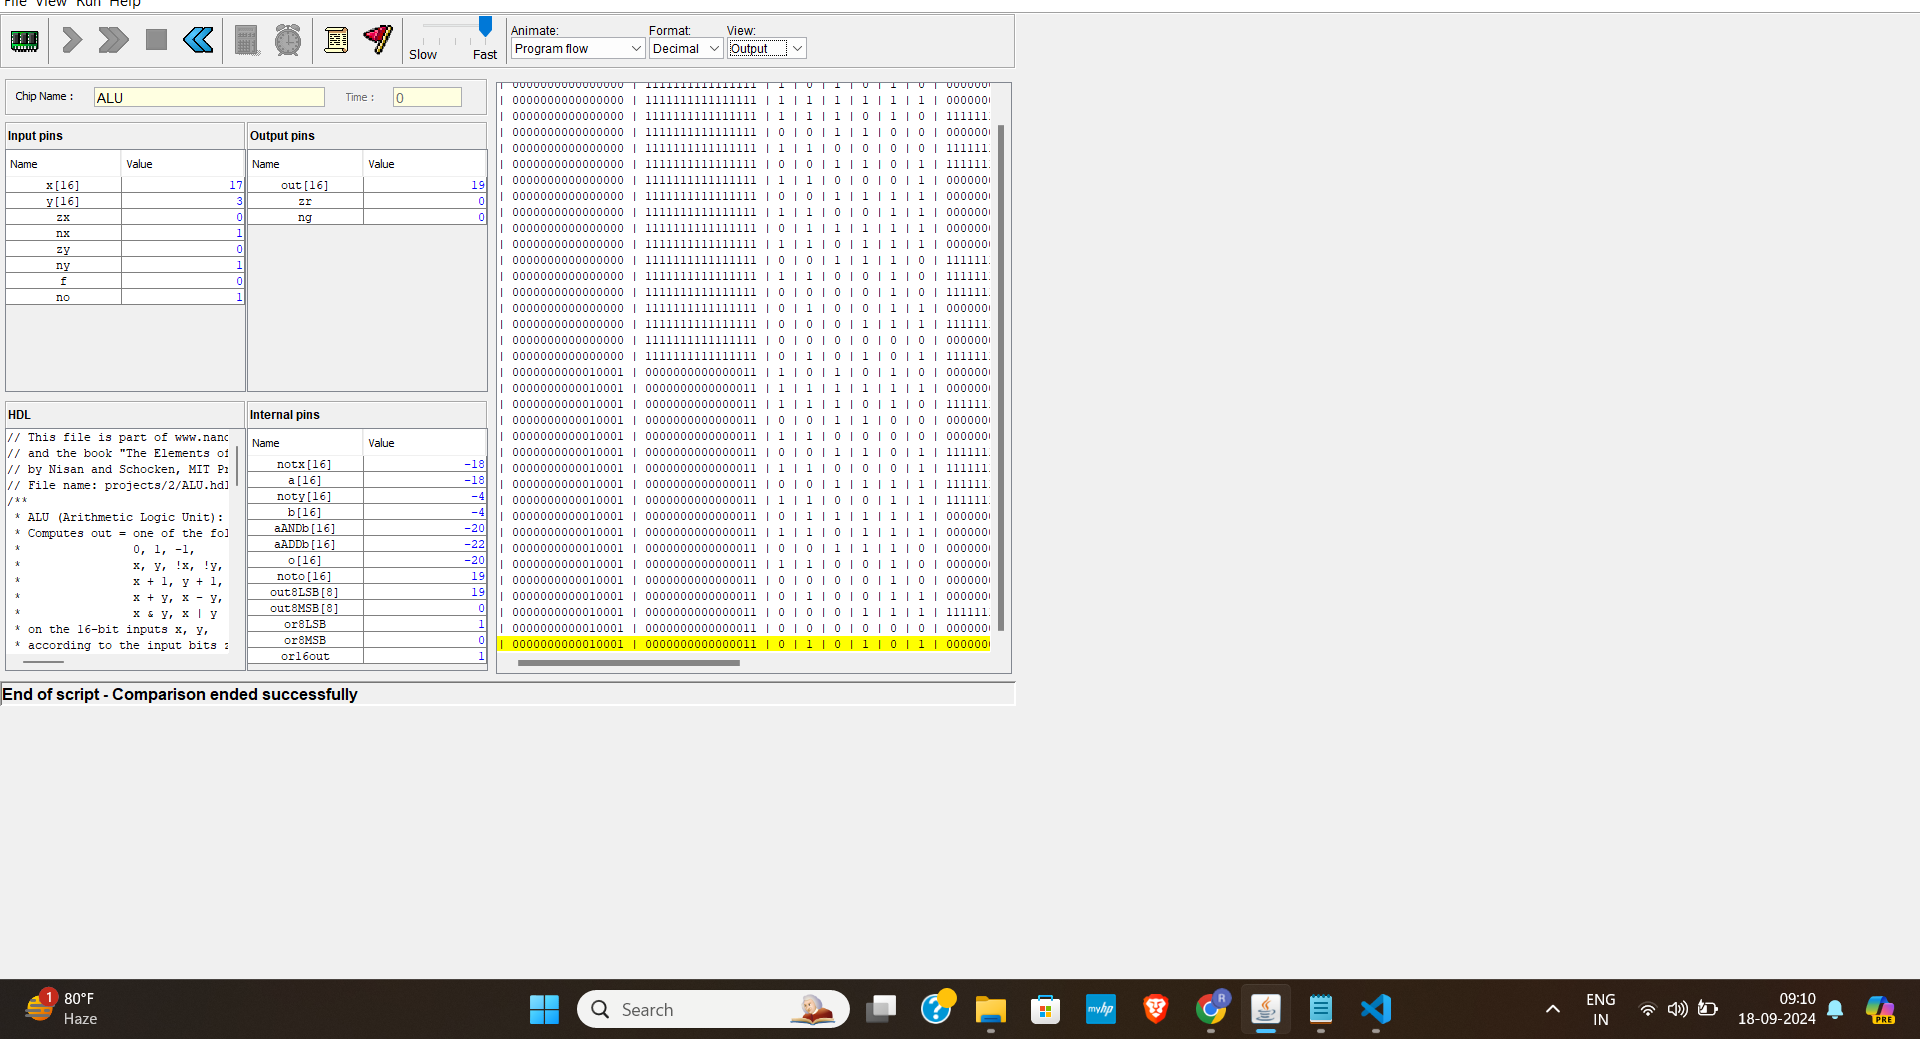 File View Run Help
Animate:
Format:
View:
Program flow
Decimal
Output
Slow
Fast
Chip Name :
ALU
Time :
0
Input pins
Name Value
x[16] 17
y[16] 3
zx 0
nx 1
zy 0
ny 1
f 0
no 1
Output pins
Name Value
out[16] 19
zr 0
ng 0
HDL
// This file is part of www.nand
// and the book "The Elements of
// by Nisan and Schocken, MIT Pr
// File name: projects/2/ALU.hdl
/**
* ALU (Arithmetic Logic Unit):
* Computes out = one of the fol
* 0, 1, -1,
* x, y, !x, !y,
* x + 1, y + 1,
* x + y, x - y,
* x & y, x | y
* on the 16-bit inputs x, y,
* according to the input bits z
Internal pins
Name Value
notx[16] -18
a[16] -18
noty[16] -4
b[16] -4
aANDb[16] -20
aADDb[16] -22
o[16] -20
noto[16] 19
out8LSB[8] 19
out8MSB[8] 0
or8LSB 1
or8MSB 0
or16out 1
| 0000000000000000 | 1111111111111111 | 1 | 0 | 1 | 0 | 1 | 0 | 000000
| 0000000000000000 | 1111111111111111 | 1 | 1 | 1 | 1 | 1 | 1 | 000000
| 0000000000000000 | 1111111111111111 | 1 | 1 | 1 | 0 | 1 | 0 | 111111
| 0000000000000000 | 1111111111111111 | 0 | 0 | 1 | 1 | 0 | 0 | 000000
| 0000000000000000 | 1111111111111111 | 1 | 1 | 0 | 0 | 0 | 0 | 111111
| 0000000000000000 | 1111111111111111 | 0 | 0 | 1 | 1 | 0 | 1 | 111111
| 0000000000000000 | 1111111111111111 | 1 | 1 | 0 | 0 | 0 | 1 | 000000
| 0000000000000000 | 1111111111111111 | 0 | 0 | 1 | 1 | 1 | 1 | 000000
| 0000000000000000 | 1111111111111111 | 1 | 1 | 0 | 0 | 1 | 1 | 000000
| 0000000000000000 | 1111111111111111 | 0 | 1 | 1 | 1 | 1 | 1 | 000000
| 0000000000000000 | 1111111111111111 | 1 | 1 | 0 | 1 | 1 | 1 | 000000
| 0000000000000000 | 1111111111111111 | 0 | 0 | 1 | 1 | 1 | 0 | 111111
| 0000000000000000 | 1111111111111111 | 1 | 1 | 0 | 0 | 1 | 0 | 111111
| 0000000000000000 | 1111111111111111 | 0 | 0 | 0 | 0 | 1 | 0 | 111111
| 0000000000000000 | 1111111111111111 | 0 | 1 | 0 | 0 | 1 | 1 | 000000
| 0000000000000000 | 1111111111111111 | 0 | 0 | 0 | 1 | 1 | 1 | 111111
| 0000000000000000 | 1111111111111111 | 0 | 0 | 0 | 0 | 0 | 0 | 000000
| 0000000000000000 | 1111111111111111 | 0 | 1 | 0 | 1 | 0 | 1 | 111111
| 0000000000010001 | 0000000000000011 | 1 | 0 | 1 | 0 | 1 | 0 | 000000
| 0000000000010001 | 0000000000000011 | 1 | 1 | 1 | 1 | 1 | 1 | 000000
| 0000000000010001 | 0000000000000011 | 1 | 1 | 1 | 0 | 1 | 0 | 111111
| 0000000000010001 | 0000000000000011 | 0 | 0 | 1 | 1 | 0 | 0 | 000000
| 0000000000010001 | 0000000000000011 | 1 | 1 | 0 | 0 | 0 | 0 | 000000
| 0000000000010001 | 0000000000000011 | 0 | 0 | 1 | 1 | 0 | 1 | 111111
| 0000000000010001 | 0000000000000011 | 1 | 1 | 0 | 0 | 0 | 1 | 111111
| 0000000000010001 | 0000000000000011 | 0 | 0 | 1 | 1 | 1 | 1 | 111111
| 0000000000010001 | 0000000000000011 | 1 | 1 | 0 | 0 | 1 | 1 | 111111
| 0000000000010001 | 0000000000000011 | 0 | 1 | 1 | 1 | 1 | 1 | 000000
| 0000000000010001 | 0000000000000011 | 1 | 1 | 0 | 1 | 1 | 1 | 000000
| 0000000000010001 | 0000000000000011 | 0 | 0 | 1 | 1 | 1 | 0 | 000000
| 0000000000010001 | 0000000000000011 | 1 | 1 | 0 | 0 | 1 | 0 | 000000
| 0000000000010001 | 0000000000000011 | 0 | 0 | 0 | 0 | 1 | 0 | 000000
| 0000000000010001 | 0000000000000011 | 0 | 1 | 0 | 0 | 1 | 1 | 000000
| 0000000000010001 | 0000000000000011 | 0 | 0 | 0 | 1 | 1 | 1 | 111111
| 0000000000010001 | 0000000000000011 | 0 | 0 | 0 | 0 | 0 | 0 | 000000
| 0000000000010001 | 0000000000000011 | 0 | 1 | 0 | 1 | 0 | 1 | 000000
End of script - Comparison ended successfully
1
80°F
Haze
Search
myhp
R
ENG
IN
09:10
18-09-2024
PRE